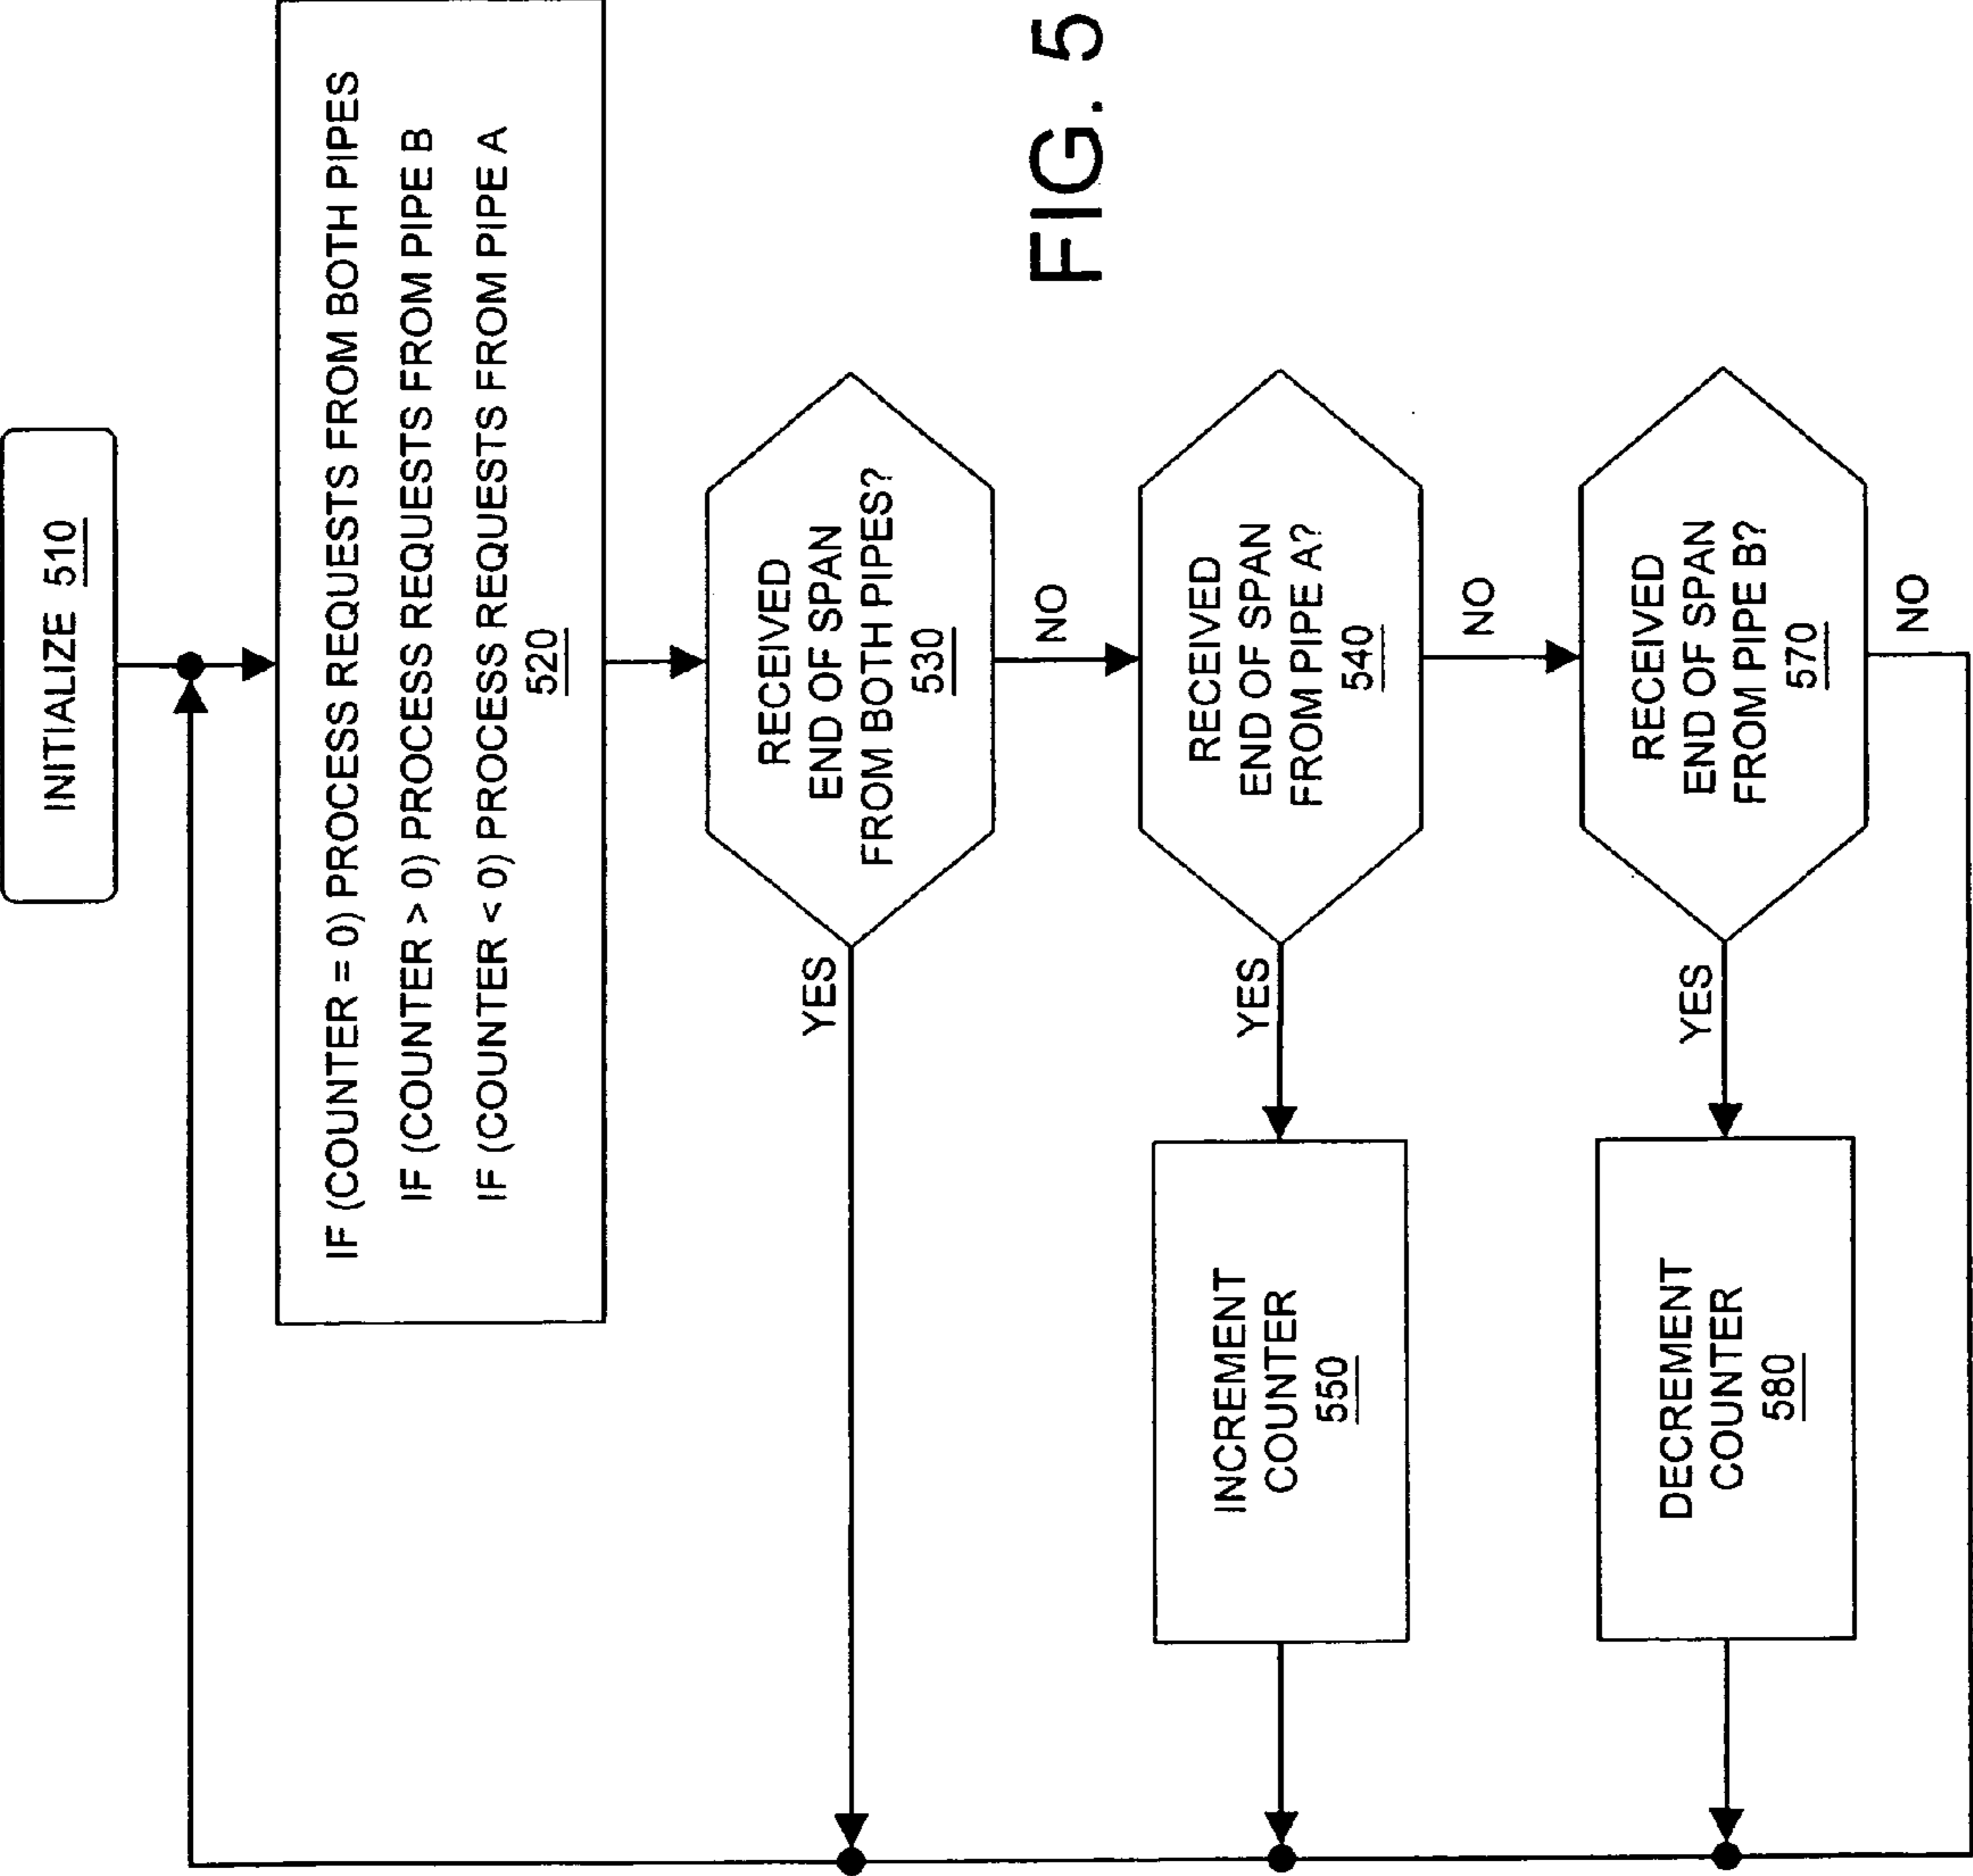 INITIALIZE 510
IF (COUNTER = 0) PROCESS REQUESTS FROM BOTH PIPES
IF (COUNTER > 0) PROCESS REQUESTS FROM PIPE B
IF (COUNTER < 0) PROCESS REQUESTS FROM PIPE A
520
RECEIVED
END OF SPAN
FROM BOTH PIPES?
530
YES
NO
RECEIVED
END OF SPAN
FROM PIPE A?
540
YES
NO
INCREMENT
COUNTER
550
RECEIVED
END OF SPAN
FROM PIPE B?
570
YES
NO
DECREMENT
COUNTER
580
FIG. 5